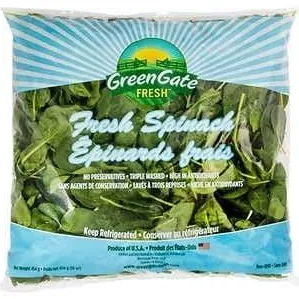 GreenGate
FRESH™
Fresh Spinach
Épinards frais
NO PRESERVATIVES • TRIPLE WASHED • HIGH IN ANTIOXIDANTS
SANS AGENTS DE CONSERVATION • LAVÉS À TROIS REPRISES • RICHE EN ANTIOXYDANTS
Keep Refrigerated • Conserver au réfrigérateur
Produce of U.S.A. • Produit des États-Unis